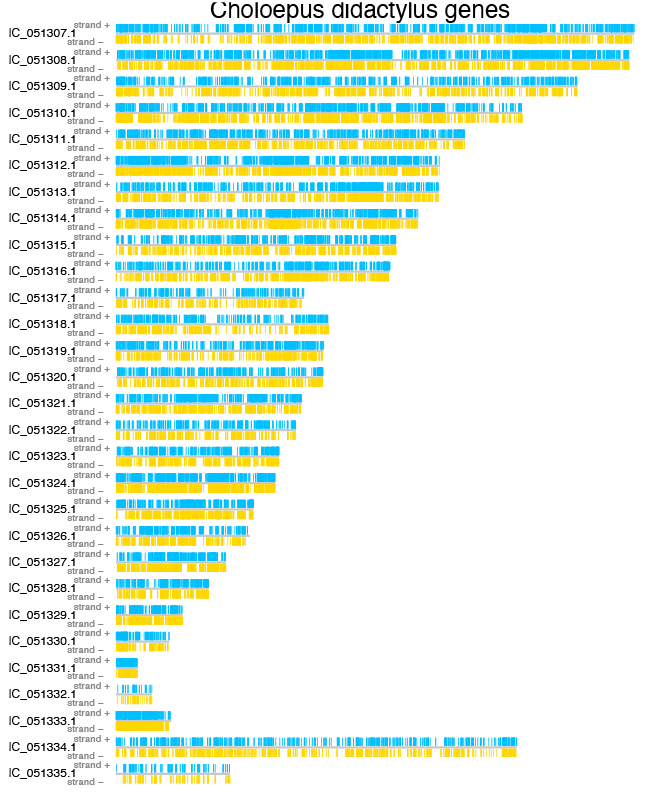 Choloepus didactylus genes
strand +
IC_051307.1
strand –
strand +
IC_051308.1
strand –
strand +
IC_051309.1
strand –
strand +
IC_051310.1
strand –
strand +
IC_051311.1
strand –
strand +
IC_051312.1
strand –
strand +
IC_051313.1
strand –
strand +
IC_051314.1
strand –
strand +
IC_051315.1
strand –
strand +
IC_051316.1
strand –
strand +
IC_051317.1
strand –
strand +
IC_051318.1
strand –
strand +
IC_051319.1
strand –
strand +
IC_051320.1
strand –
strand +
IC_051321.1
strand –
strand +
IC_051322.1
strand –
strand +
IC_051323.1
strand –
strand +
IC_051324.1
strand –
strand +
IC_051325.1
strand –
strand +
IC_051326.1
strand –
strand +
IC_051327.1
strand –
strand +
IC_051328.1
strand –
strand +
IC_051329.1
strand –
strand +
IC_051330.1
strand –
strand +
IC_051331.1
strand –
strand +
IC_051332.1
strand –
strand +
IC_051333.1
strand –
strand +
IC_051334.1
strand –
strand +
IC_051335.1
strand –